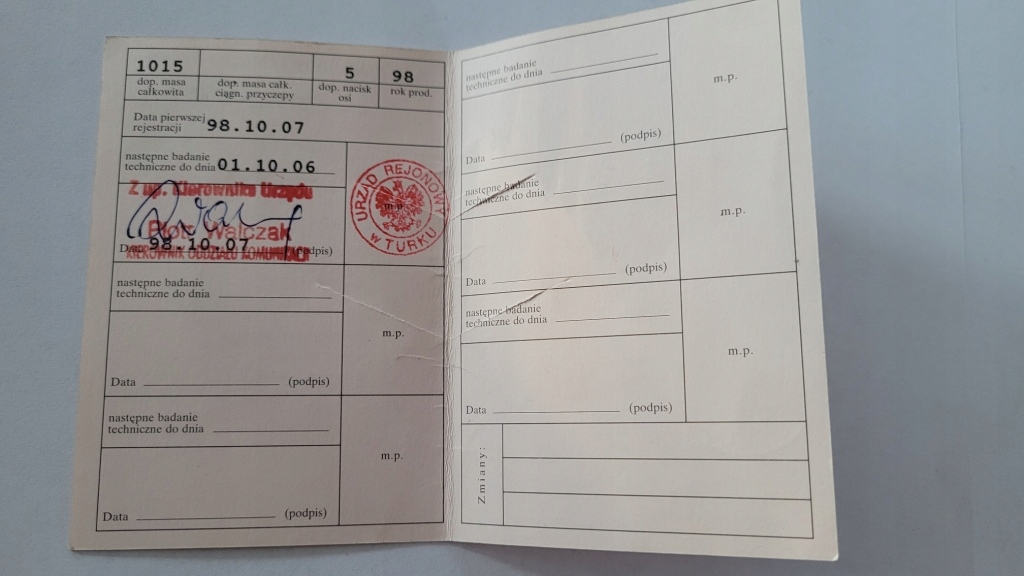 1015 5 98
dop. masa całkowita
dop. masa całk. ciągn. przyczepy
dop. nacisk osi
rok prod.
Data pierwszej rejestracji 98.10.07
następne badanie
techniczne do dnia 01.10.06
Z up. Kierownika Urzędu
Piotr Walczak
Data 98.10.07 (podpis)
KIEROWNIK ODDZIAŁU KOMUNIKACJI
URZĄD REJONOWY
w TURKU
m.p.
następne badanie
techniczne do dnia
m.p.
Data (podpis)
następne badanie
techniczne do dnia
m.p.
Data (podpis)
następne badanie
techniczne do dnia
m.p.
Data (podpis)
następne badanie
techniczne do dnia
m.p.
Data (podpis)
następne badanie
techniczne do dnia
m.p.
Data (podpis)
Zmiany: